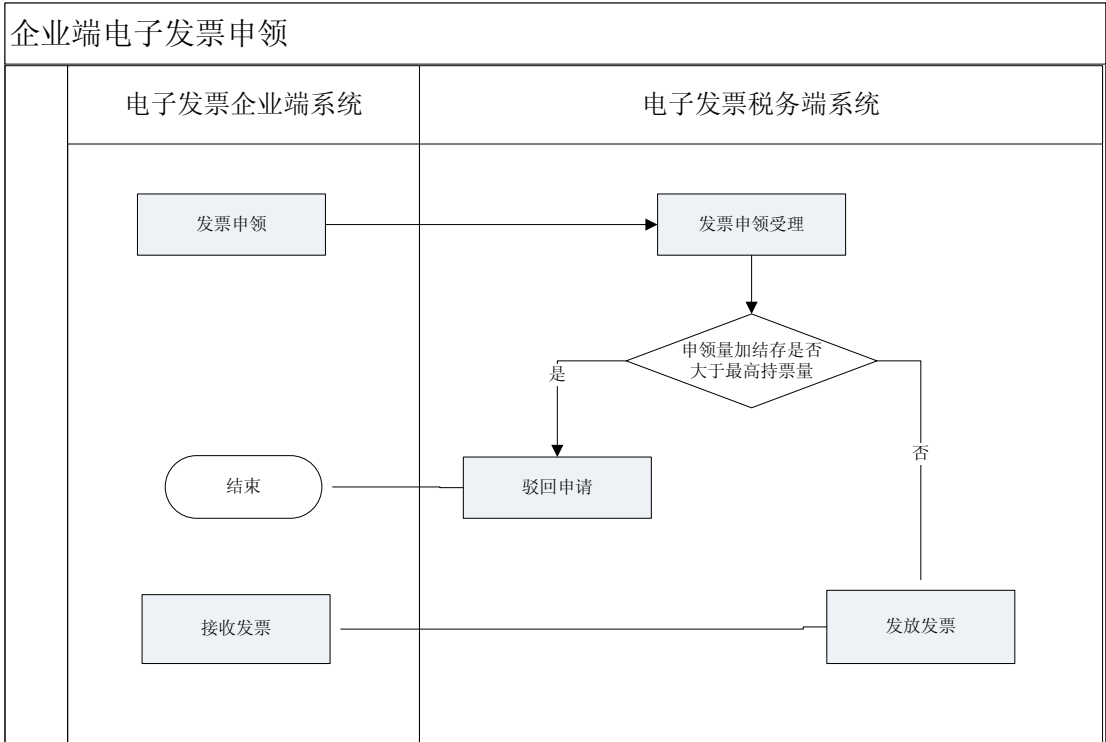 企业端电子发票申领
电子发票企业端系统
电子发票税务端系统
发票申领
发票申领受理
申领量加结存是否
大于最高持票量
是
否
结束
驳回申请
接收发票
发放发票